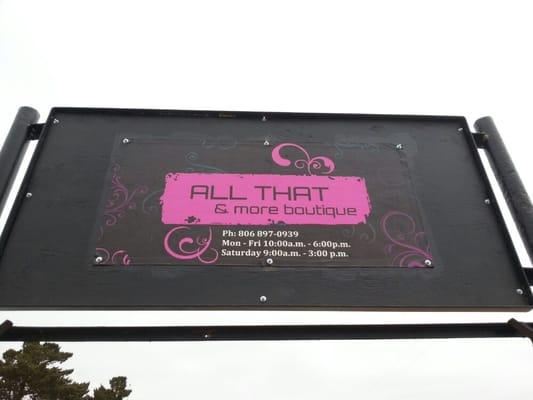 ALL THAT
& more boutique
Ph: 806 897-0939
Mon - Fri 10:00a.m. - 6:00p.m.
Saturday 9:00a.m. - 3:00 p.m.